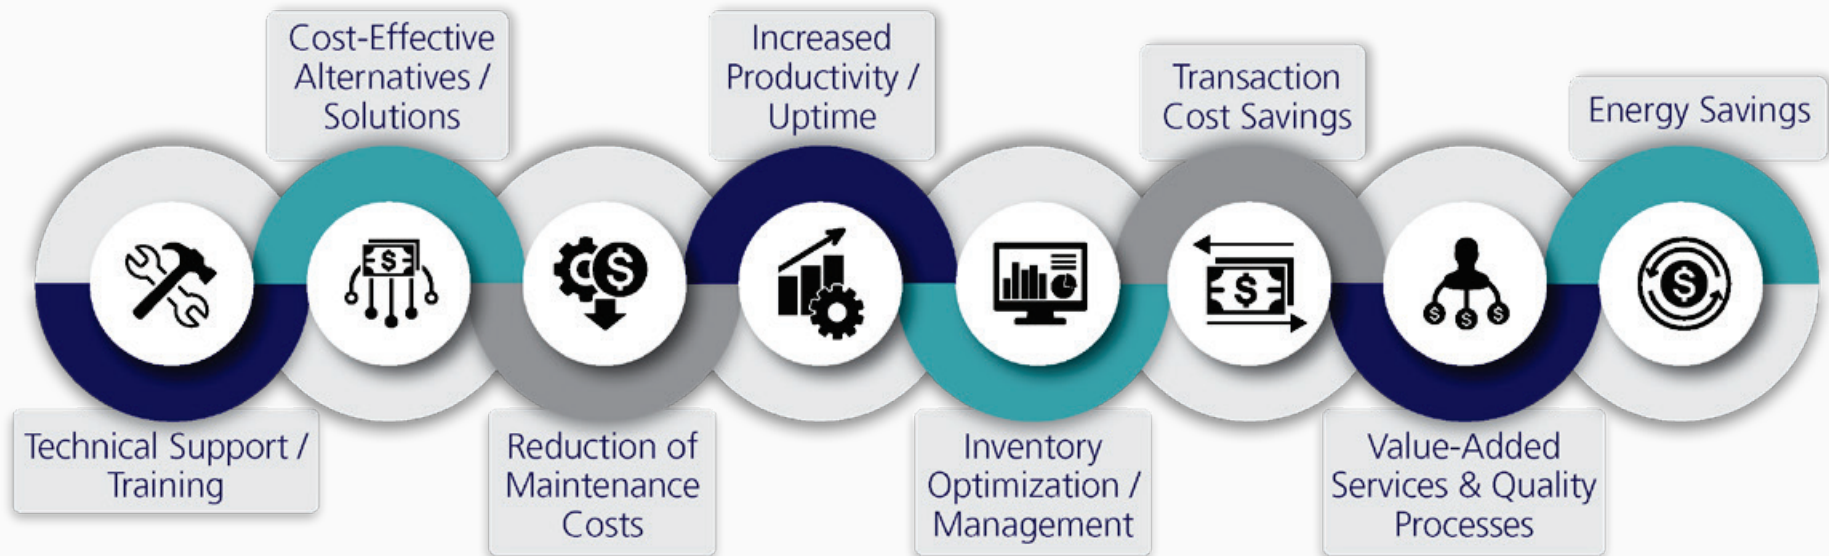 Technical Support /
Training
Cost-Effective
Alternatives /
Solutions
Reduction of
Maintenance
Costs
Increased
Productivity /
Uptime
Inventory
Optimization /
Management
Transaction
Cost Savings
Value-Added
Services & Quality
Processes
Energy Savings
$
$
$
$
$
$
$